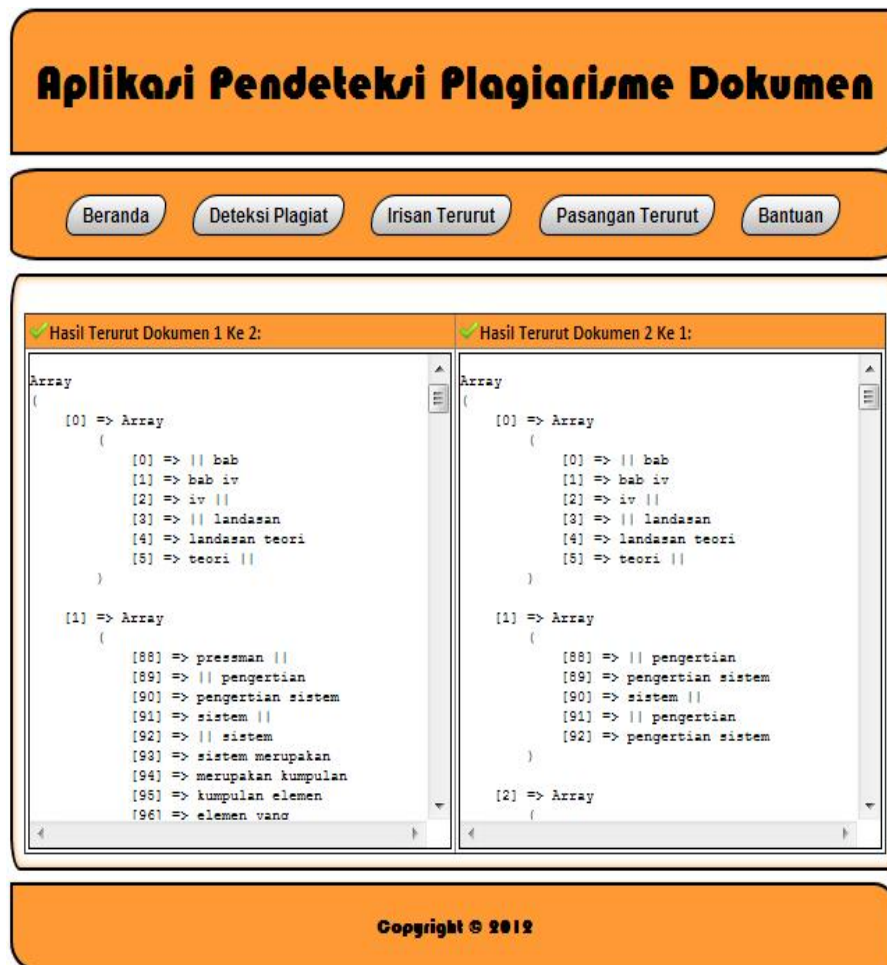 Aplikasi Pendeteksi Plagiarisme Dokumen
Beranda Deteksi Plagiat Irisan Terurut Pasangan Terurut Bantuan
Hasil Terurut Dokumen 1 Ke 2:
Array
(
[0] => Array
(
[0] => || bab
[1] => bab iv
[2] => iv ||
[3] => || landasan
[4] => landasan teori
[5] => teori ||
)
[1] => Array
(
[88] => pressman ||
[89] => || pengertian
[90] => pengertian sistem
[91] => sistem ||
[92] => || sistem
[93] => sistem merupakan
[94] => merupakan kumpulan
[95] => kumpulan elemen
[96] => elemen yang
Hasil Terurut Dokumen 2 Ke 1:
Array
(
[0] => Array
(
[0] => || bab
[1] => bab iv
[2] => iv ||
[3] => || landasan
[4] => landasan teori
[5] => teori ||
)
[1] => Array
(
[88] => || pengertian
[89] => pengertian sistem
[90] => sistem ||
[91] => || pengertian
[92] => pengertian sistem
)
[2] => Array
(
Copyright © 2012